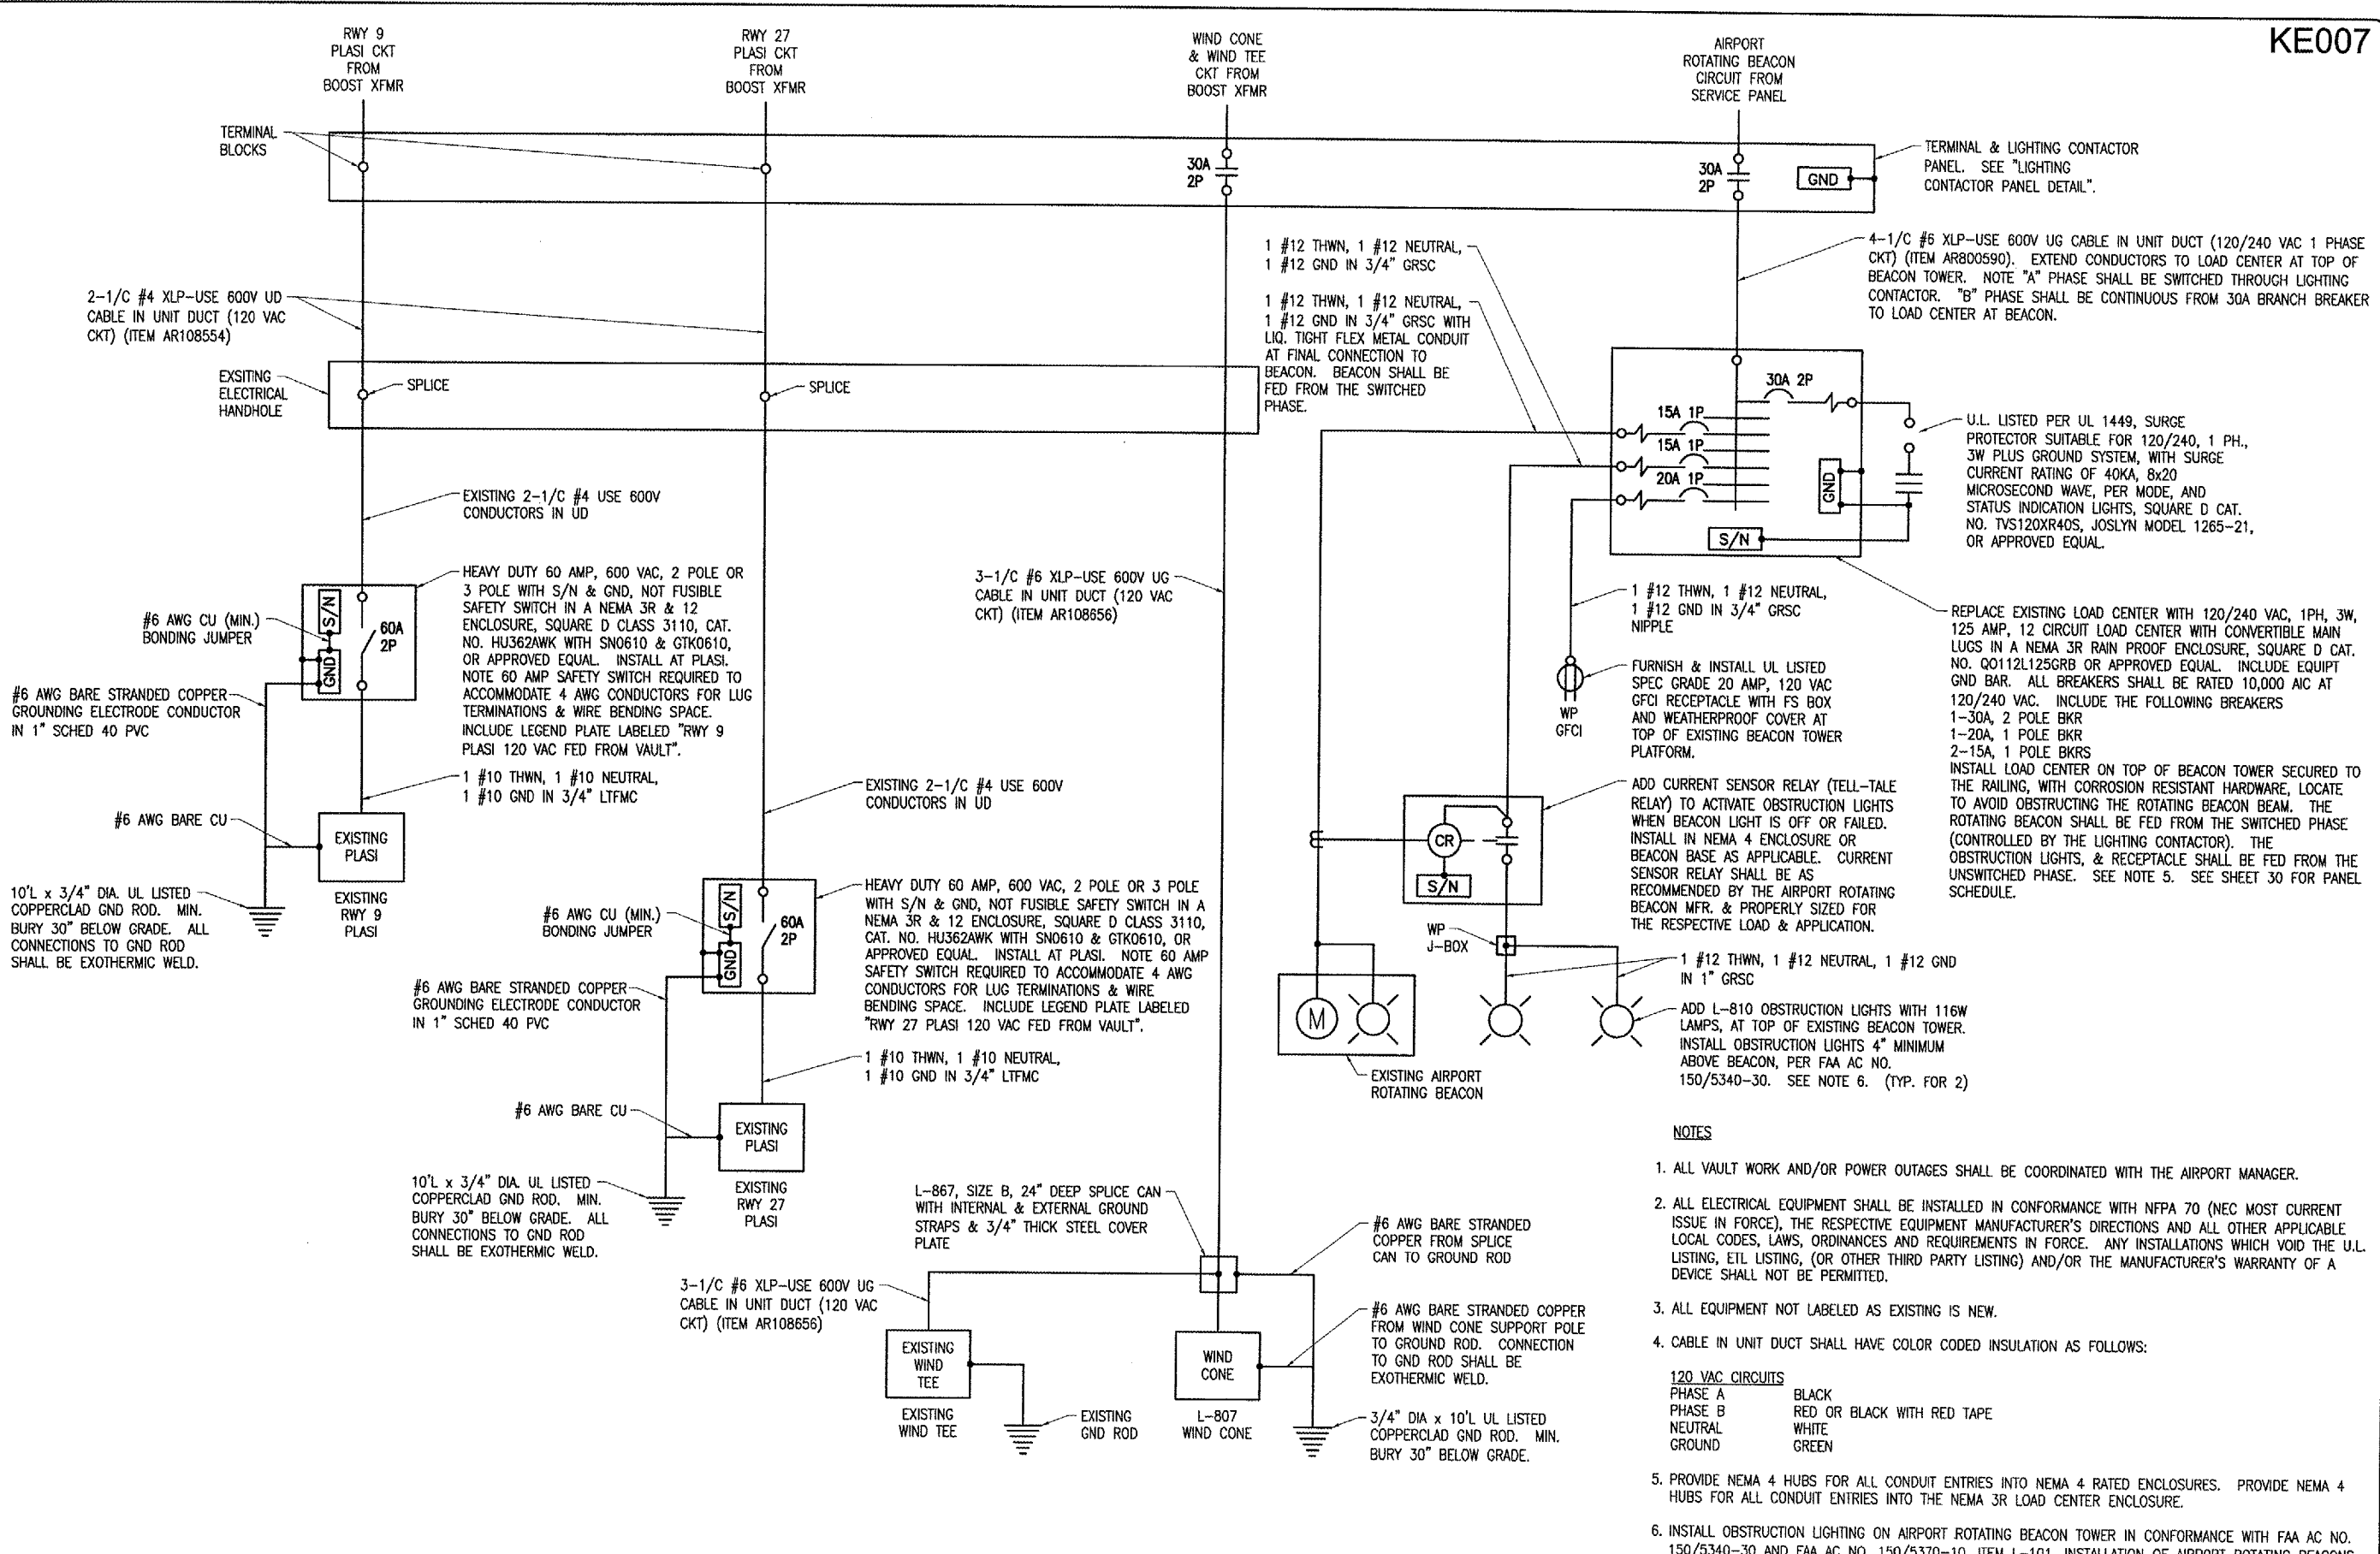 KE007
RWY 9
PLASI CKT
FROM
BOOST XFMR
RWY 27
PLASI CKT
FROM
BOOST XFMR
WIND CONE
& WIND TEE
CKT FROM
BOOST XFMR
AIRPORT
ROTATING BEACON
CIRCUIT FROM
SERVICE PANEL
TERMINAL
BLOCKS
30A
2P
30A
2P
GND
TERMINAL & LIGHTING CONTACTOR
PANEL. SEE "LIGHTING
CONTACTOR PANEL DETAIL".
2-1/C #4 XLP-USE 600V UD
CABLE IN UNIT DUCT (120 VAC
CKT) (ITEM AR108554)
1 #12 THWN, 1 #12 NEUTRAL,
1 #12 GND IN 3/4" GRSC
1 #12 THWN, 1 #12 NEUTRAL,
1 #12 GND IN 3/4" GRSC WITH
LIQ. TIGHT FLEX METAL CONDUIT
AT FINAL CONNECTION TO
BEACON. BEACON SHALL BE
FED FROM THE SWITCHED
PHASE.
4-1/C #6 XLP-USE 600V UG CABLE IN UNIT DUCT (120/240 VAC 1 PHASE
CKT) (ITEM AR800590). EXTEND CONDUCTORS TO LOAD CENTER AT TOP OF
BEACON TOWER. NOTE "A" PHASE SHALL BE SWITCHED THROUGH LIGHTING
CONTACTOR. "B" PHASE SHALL BE CONTINUOUS FROM 30A BRANCH BREAKER
TO LOAD CENTER AT BEACON.
EXSITING
ELECTRICAL
HANDHOLE
SPLICE
SPLICE
30A 2P
15A 1P
15A 1P
20A 1P
GND
S/N
U.L. LISTED PER UL 1449, SURGE
PROTECTOR SUITABLE FOR 120/240, 1 PH.,
3W PLUS GROUND SYSTEM, WITH SURGE
CURRENT RATING OF 40KA, 8x20
MICROSECOND WAVE, PER MODE, AND
STATUS INDICATION LIGHTS, SQUARE D CAT.
NO. TVS120XR40S, JOSLYN MODEL 1265-21,
OR APPROVED EQUAL.
EXISTING 2-1/C #4 USE 600V
CONDUCTORS IN UD
S/N
GND
60A
2P
#6 AWG CU (MIN.)
BONDING JUMPER
HEAVY DUTY 60 AMP, 600 VAC, 2 POLE OR
3 POLE WITH S/N & GND, NOT FUSIBLE
SAFETY SWITCH IN A NEMA 3R & 12
ENCLOSURE, SQUARE D CLASS 3110, CAT.
NO. HU362AWK WITH SN0610 & GTK0610,
OR APPROVED EQUAL. INSTALL AT PLASI.
NOTE 60 AMP SAFETY SWITCH REQUIRED TO
ACCOMMODATE 4 AWG CONDUCTORS FOR LUG
TERMINATIONS & WIRE BENDING SPACE.
INCLUDE LEGEND PLATE LABELED "RWY 9
PLASI 120 VAC FED FROM VAULT".
#6 AWG BARE STRANDED COPPER
GROUNDING ELECTRODE CONDUCTOR
IN 1" SCHED 40 PVC
1 #10 THWN, 1 #10 NEUTRAL,
1 #10 GND IN 3/4" LTFMC
#6 AWG BARE CU
EXISTING
PLASI
EXISTING
RWY 9
PLASI
10'L x 3/4" DIA. UL LISTED
COPPERCLAD GND ROD. MIN.
BURY 30" BELOW GRADE. ALL
CONNECTIONS TO GND ROD
SHALL BE EXOTHERMIC WELD.
EXISTING 2-1/C #4 USE 600V
CONDUCTORS IN UD
S/N
GND
60A
2P
#6 AWG CU (MIN.)
BONDING JUMPER
HEAVY DUTY 60 AMP, 600 VAC, 2 POLE OR 3 POLE
WITH S/N & GND, NOT FUSIBLE SAFETY SWITCH IN A
NEMA 3R & 12 ENCLOSURE, SQUARE D CLASS 3110,
CAT. NO. HU362AWK WITH SN0610 & GTK0610, OR
APPROVED EQUAL. INSTALL AT PLASI. NOTE 60 AMP
SAFETY SWITCH REQUIRED TO ACCOMMODATE 4 AWG
CONDUCTORS FOR LUG TERMINATIONS & WIRE
BENDING SPACE. INCLUDE LEGEND PLATE LABELED
"RWY 27 PLASI 120 VAC FED FROM VAULT".
#6 AWG BARE STRANDED COPPER
GROUNDING ELECTRODE CONDUCTOR
IN 1" SCHED 40 PVC
1 #10 THWN, 1 #10 NEUTRAL,
1 #10 GND IN 3/4" LTFMC
#6 AWG BARE CU
EXISTING
PLASI
EXISTING
RWY 27
PLASI
10'L x 3/4" DIA. UL LISTED
COPPERCLAD GND ROD. MIN.
BURY 30" BELOW GRADE. ALL
CONNECTIONS TO GND ROD
SHALL BE EXOTHERMIC WELD.
3-1/C #6 XLP-USE 600V UG
CABLE IN UNIT DUCT (120 VAC
CKT) (ITEM AR108656)
1 #12 THWN, 1 #12 NEUTRAL,
1 #12 GND IN 3/4" GRSC
NIPPLE
WP
GFCI
FURNISH & INSTALL UL LISTED
SPEC GRADE 20 AMP, 120 VAC
GFCI RECEPTACLE WITH FS BOX
AND WEATHERPROOF COVER AT
TOP OF EXISTING BEACON TOWER
PLATFORM.
REPLACE EXISTING LOAD CENTER WITH 120/240 VAC, 1PH, 3W,
125 AMP, 12 CIRCUIT LOAD CENTER WITH CONVERTIBLE MAIN
LUGS IN A NEMA 3R RAIN PROOF ENCLOSURE, SQUARE D CAT.
NO. QO112L125GRB OR APPROVED EQUAL. INCLUDE EQUIPT
GND BAR. ALL BREAKERS SHALL BE RATED 10,000 AIC AT
120/240 VAC. INCLUDE THE FOLLOWING BREAKERS
1-30A, 2 POLE BKR
1-20A, 1 POLE BKR
2-15A, 1 POLE BKRS
INSTALL LOAD CENTER ON TOP OF BEACON TOWER SECURED TO
THE RAILING, WITH CORROSION RESISTANT HARDWARE, LOCATE
TO AVOID OBSTRUCTING THE ROTATING BEACON BEAM. THE
ROTATING BEACON SHALL BE FED FROM THE SWITCHED PHASE
(CONTROLLED BY THE LIGHTING CONTACTOR). THE
OBSTRUCTION LIGHTS, & RECEPTACLE SHALL BE FED FROM THE
UNSWITCHED PHASE. SEE NOTE 5. SEE SHEET 30 FOR PANEL
SCHEDULE.
CR
S/N
ADD CURRENT SENSOR RELAY (TELL-TALE
RELAY) TO ACTIVATE OBSTRUCTION LIGHTS
WHEN BEACON LIGHT IS OFF OR FAILED.
INSTALL IN NEMA 4 ENCLOSURE OR
BEACON BASE AS APPLICABLE. CURRENT
SENSOR RELAY SHALL BE AS
RECOMMENDED BY THE AIRPORT ROTATING
BEACON MFR. & PROPERLY SIZED FOR
THE RESPECTIVE LOAD & APPLICATION.
WP
J-BOX
1 #12 THWN, 1 #12 NEUTRAL, 1 #12 GND
IN 1" GRSC
M
EXISTING AIRPORT
ROTATING BEACON
ADD L-810 OBSTRUCTION LIGHTS WITH 116W
LAMPS, AT TOP OF EXISTING BEACON TOWER.
INSTALL OBSTRUCTION LIGHTS 4" MINIMUM
ABOVE BEACON, PER FAA AC NO.
150/5340-30. SEE NOTE 6. (TYP. FOR 2)
L-867, SIZE B, 24" DEEP SPLICE CAN
WITH INTERNAL & EXTERNAL GROUND
STRAPS & 3/4" THICK STEEL COVER
PLATE
#6 AWG BARE STRANDED
COPPER FROM SPLICE
CAN TO GROUND ROD
3-1/C #6 XLP-USE 600V UG
CABLE IN UNIT DUCT (120 VAC
CKT) (ITEM AR108656)
#6 AWG BARE STRANDED COPPER
FROM WIND CONE SUPPORT POLE
TO GROUND ROD. CONNECTION
TO GND ROD SHALL BE
EXOTHERMIC WELD.
EXISTING
WIND
TEE
EXISTING
WIND TEE
EXISTING
GND ROD
WIND
CONE
L-807
WIND CONE
3/4" DIA x 10'L UL LISTED
COPPERCLAD GND ROD. MIN.
BURY 30" BELOW GRADE.
NOTES
1. ALL VAULT WORK AND/OR POWER OUTAGES SHALL BE COORDINATED WITH THE AIRPORT MANAGER.
2. ALL ELECTRICAL EQUIPMENT SHALL BE INSTALLED IN CONFORMANCE WITH NFPA 70 (NEC MOST CURRENT
ISSUE IN FORCE), THE RESPECTIVE EQUIPMENT MANUFACTURER'S DIRECTIONS AND ALL OTHER APPLICABLE
LOCAL CODES, LAWS, ORDINANCES AND REQUIREMENTS IN FORCE. ANY INSTALLATIONS WHICH VOID THE U.L.
LISTING, ETL LISTING, (OR OTHER THIRD PARTY LISTING) AND/OR THE MANUFACTURER'S WARRANTY OF A
DEVICE SHALL NOT BE PERMITTED.
3. ALL EQUIPMENT NOT LABELED AS EXISTING IS NEW.
4. CABLE IN UNIT DUCT SHALL HAVE COLOR CODED INSULATION AS FOLLOWS:
120 VAC CIRCUITS
PHASE A BLACK
PHASE B RED OR BLACK WITH RED TAPE
NEUTRAL WHITE
GROUND GREEN
5. PROVIDE NEMA 4 HUBS FOR ALL CONDUIT ENTRIES INTO NEMA 4 RATED ENCLOSURES. PROVIDE NEMA 4
HUBS FOR ALL CONDUIT ENTRIES INTO THE NEMA 3R LOAD CENTER ENCLOSURE.
6. INSTALL OBSTRUCTION LIGHTING ON AIRPORT ROTATING BEACON TOWER IN CONFORMANCE WITH FAA AC NO.
150/5340-30 AND FAA AC NO. 150/5370-10, ITEM L-101, INSTALLATION OF AIRPORT ROTATING BEACONS